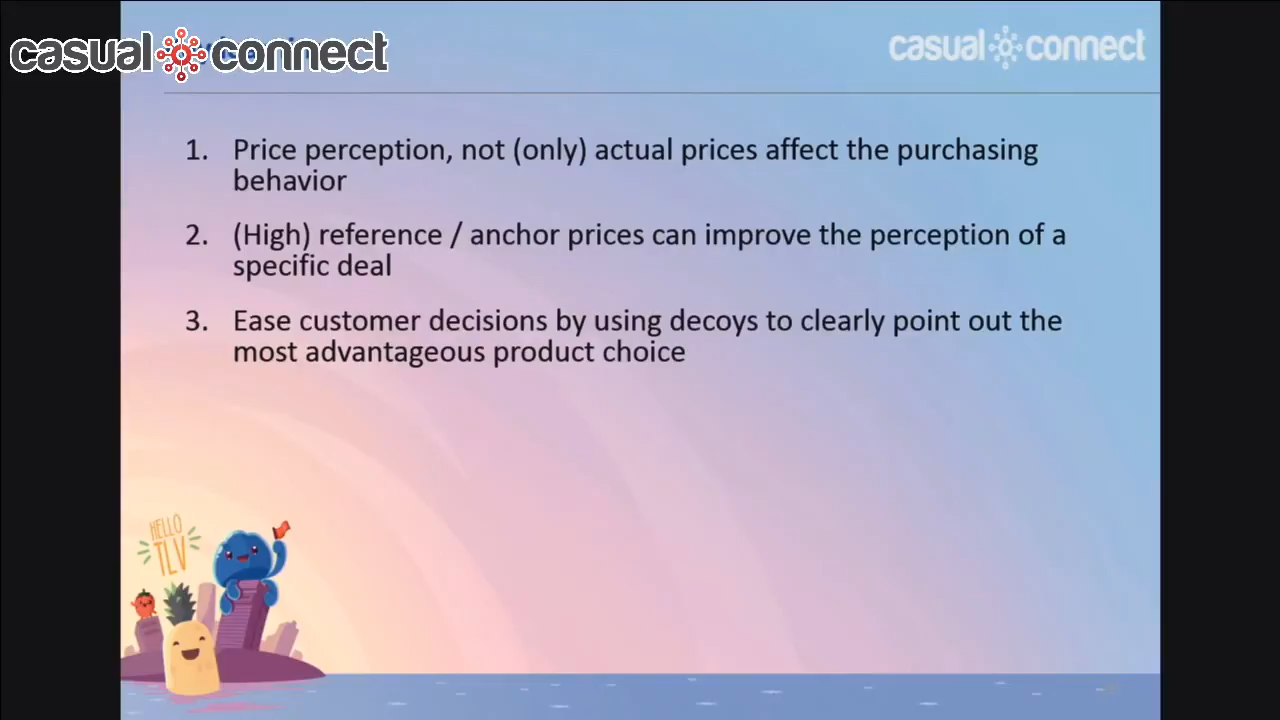 casual connect
casual connect
1. Price perception, not (only) actual prices affect the purchasing
behavior
2. (High) reference / anchor prices can improve the perception of a
specific deal
3. Ease customer decisions by using decoys to clearly point out the
most advantageous product choice
HELLO
TLV